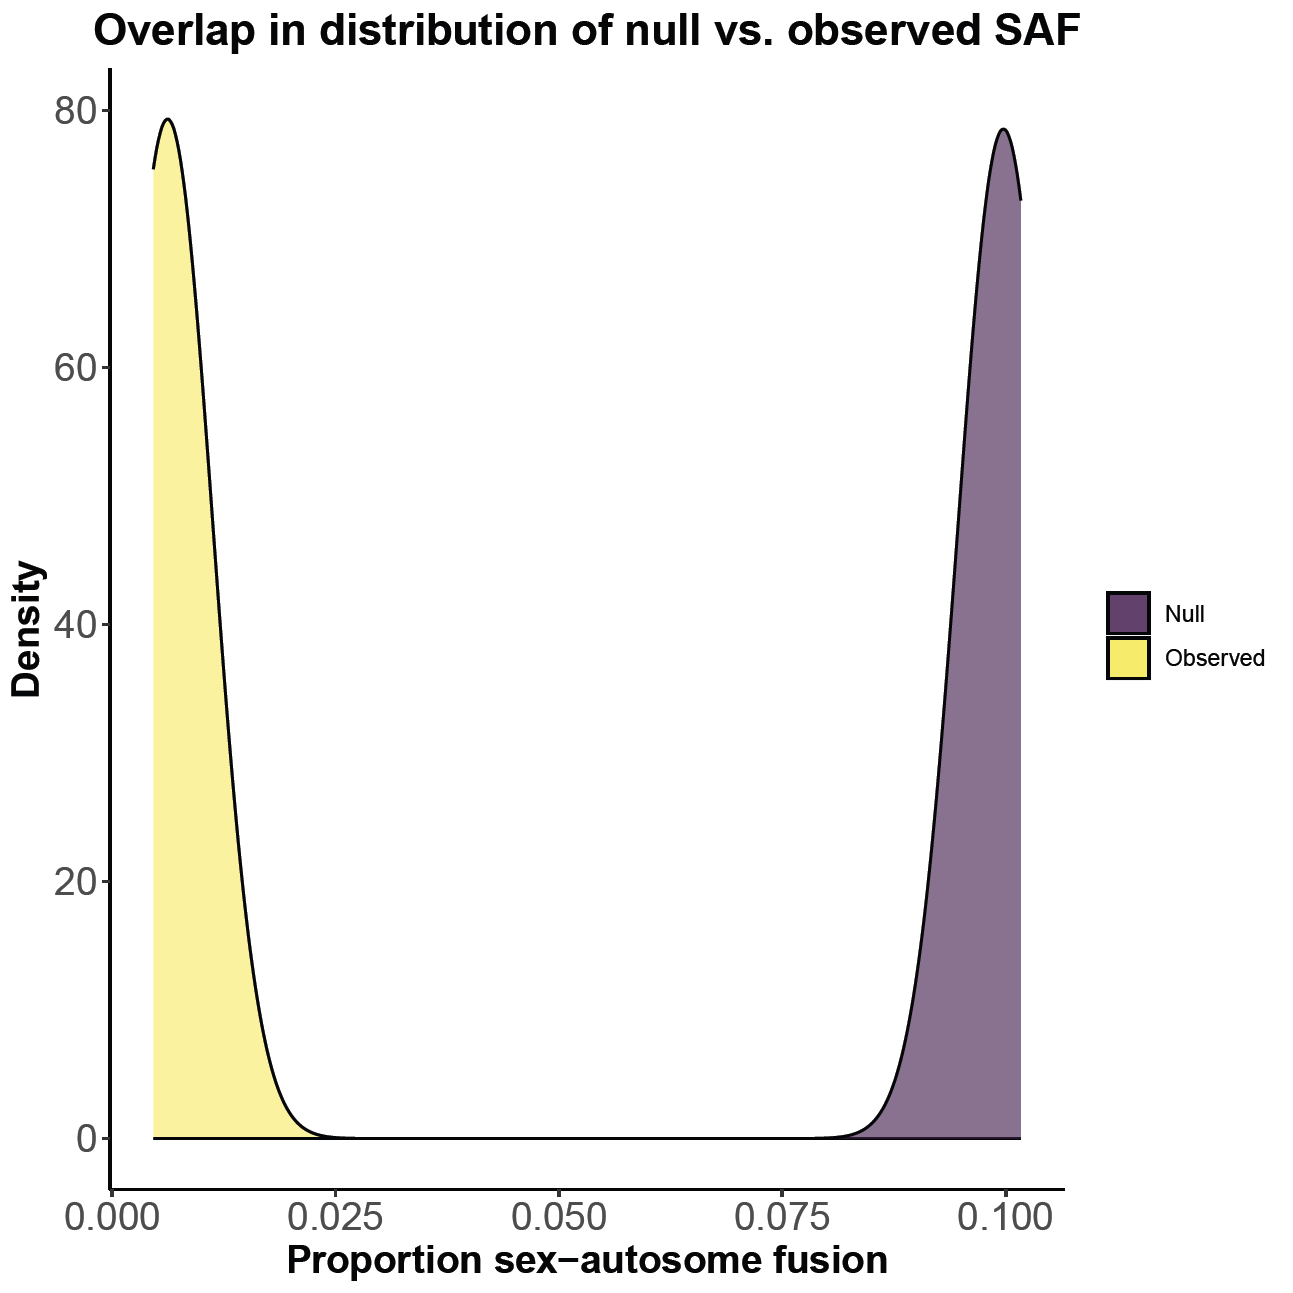 Overlap in distribution of null vs. observed SAF
80
60
40
20
0
Density
0.000 0.025 0.050 0.075 0.100
Proportion sex−autosome fusion
Null
Observed